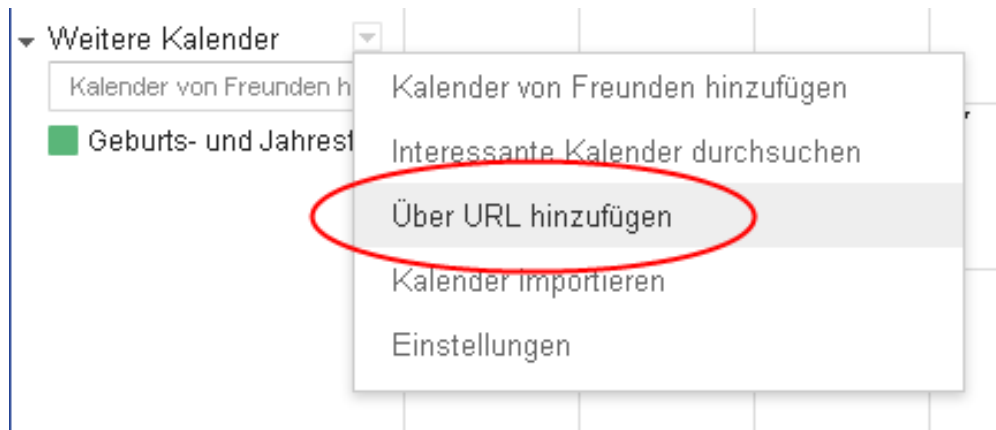 Weitere Kalender
Kalender von Freunden h
Geburts- und Jahresf
Kalender von Freunden hinzufügen
Interessante Kalender durchsuchen
Über URL hinzufügen
Kalender importieren
Einstellungen